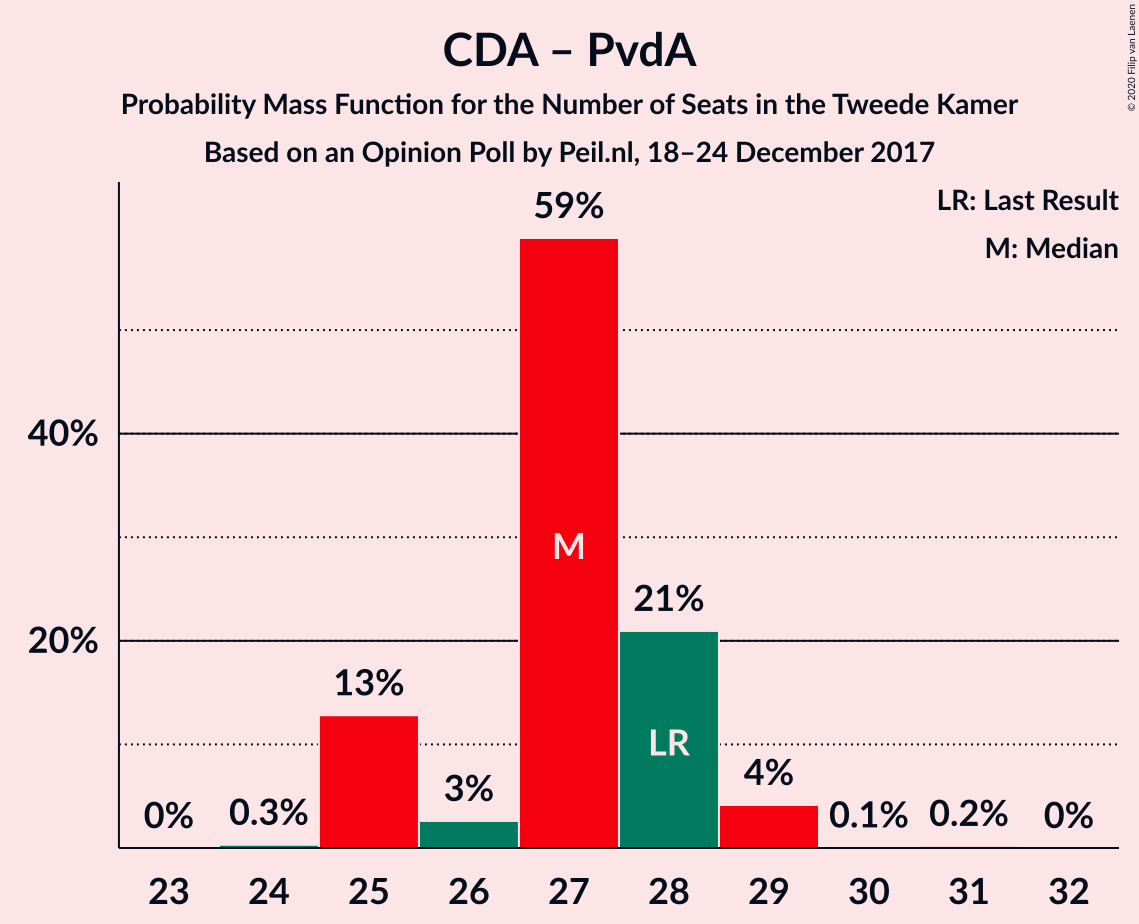 CDA – PvdA
Probability Mass Function for the Number of Seats in the Tweede Kamer
Based on an Opinion Poll by Peil.nl, 18–24 December 2017
© 2020 Filip van Laenen
LR: Last Result
M: Median
59%
40%
M
21%
20%
13%
LR
4%
3%
0%
0.3%
0.1%
0.2%
0%
23 24 25 26 27 28 29 30 31 32